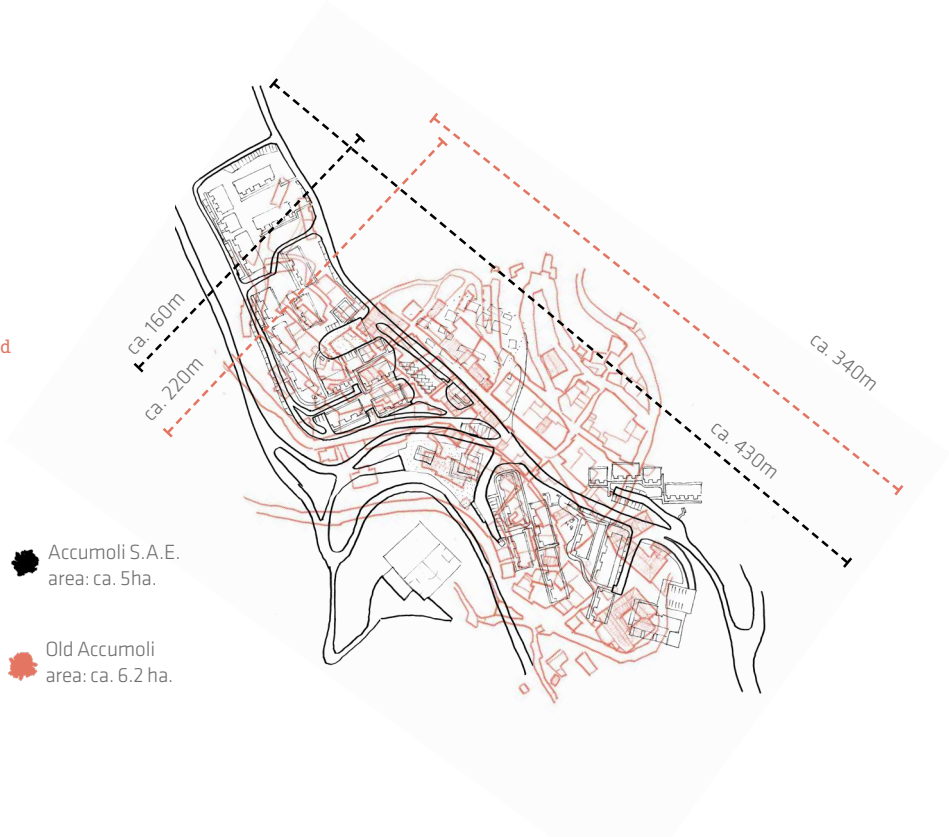 ca. 160m
ca. 220m
d
ca. 340m
ca. 430m
Accumoli S.A.E.
area: ca. 5ha.
Old Accumoli
area: ca. 6.2 ha.